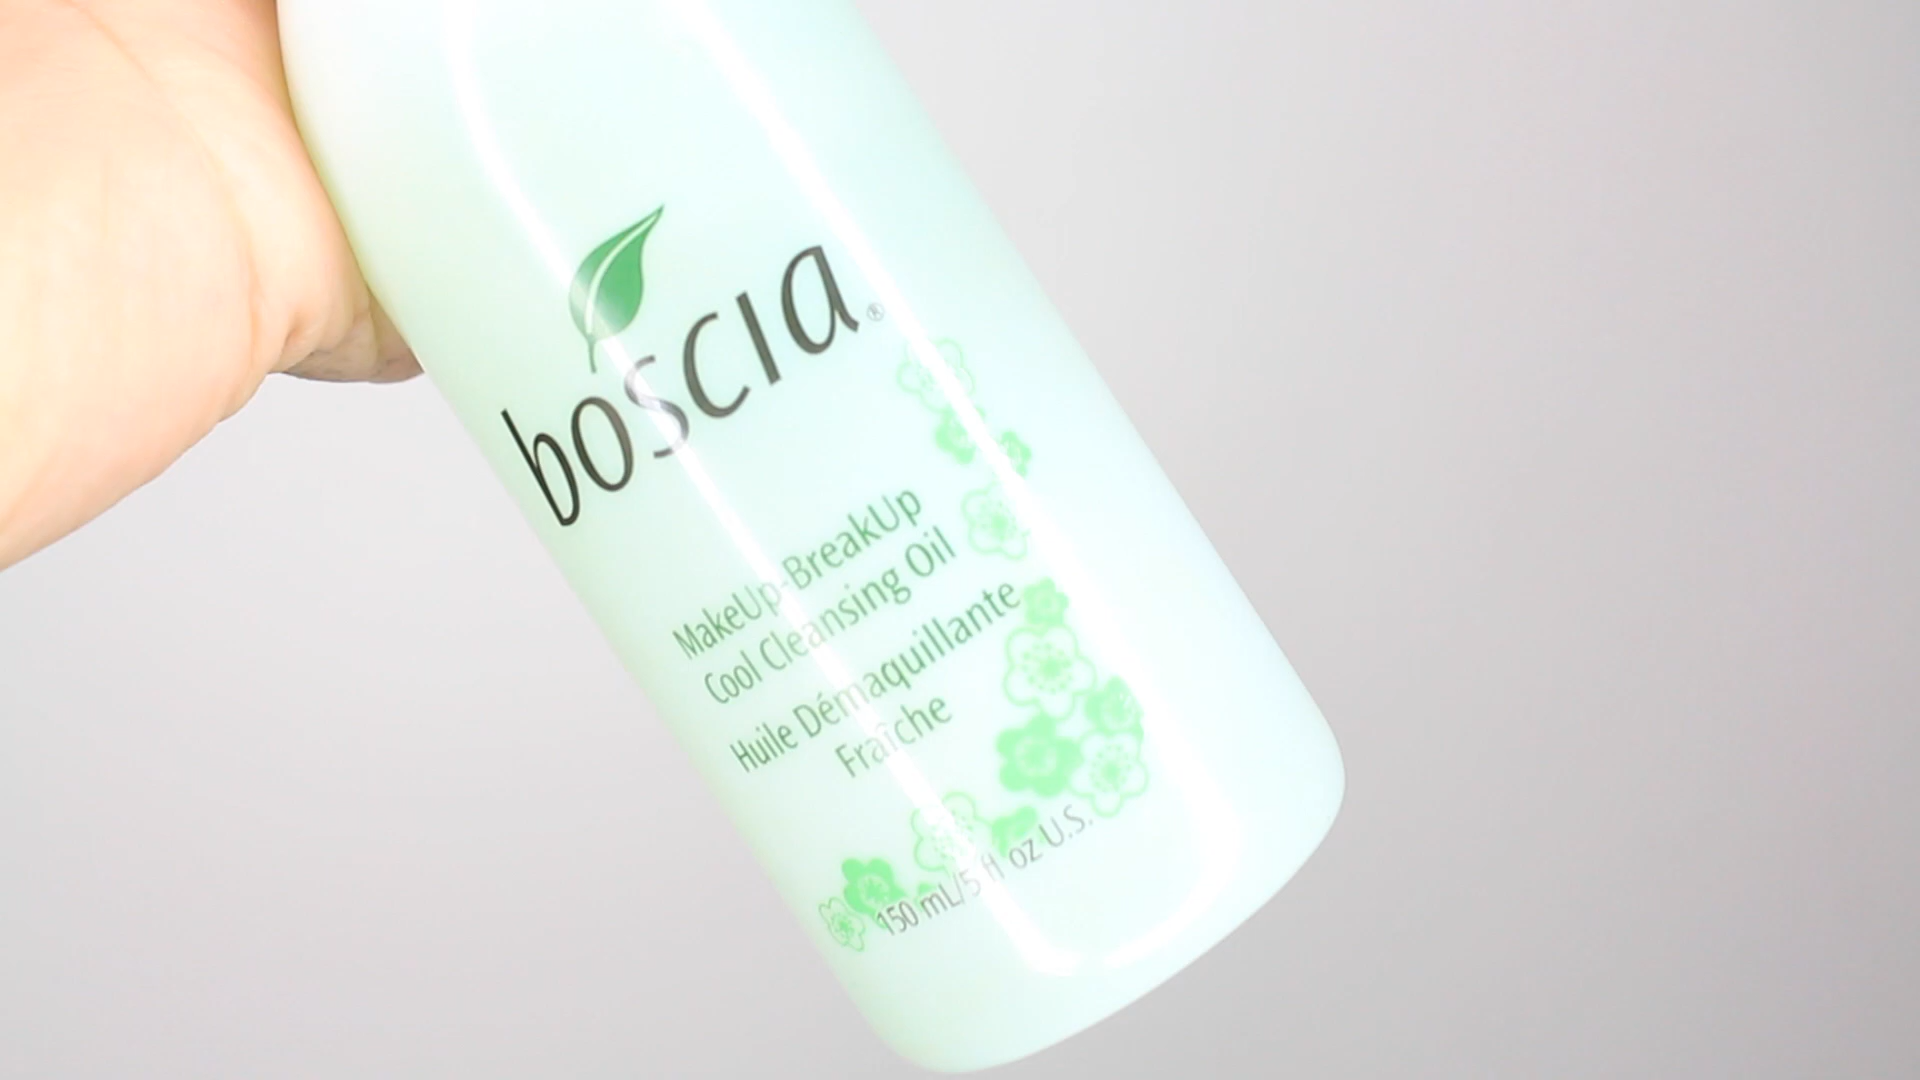 boscia®
MakeUp-BreakUp
Cool Cleansing Oil
Huile Démaquillante
Fraîche
150 mL/5 fl oz U.S.